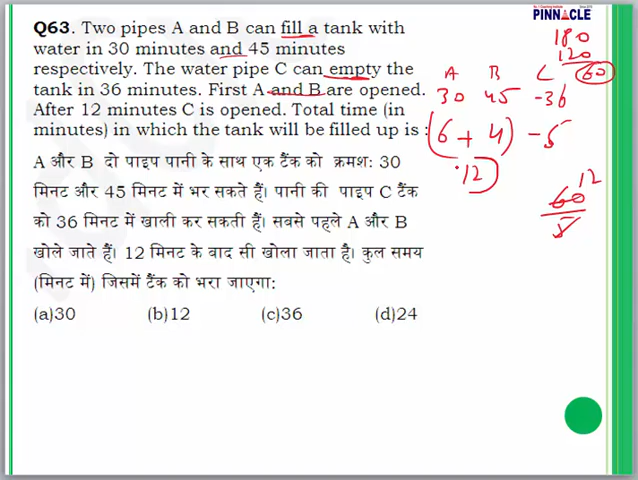 PINNACLE
Q63. Two pipes A and B can fill a tank with
water in 30 minutes and 45 minutes
respectively. The water pipe C can empty the
tank in 36 minutes. First A and B are opened.
After 12 minutes C is opened. Total time (in
minutes) in which the tank will be filled up is :
A और B दो पाइप पानी के साथ एक टैंक को क्रमश: 30
मिनट और 45 मिनट में भर सकते हैं। पानी की पाइप C टैंक
को 36 मिनट में खाली कर सकती हैं। सबसे पहले A और B
खोले जाते हैं। 12 मिनट के बाद सी खोला जाता है। कुल समय
(मिनट में) जिसमें टैंक को भरा जाएगा:
(a)30 (b)12 (c)36 (d)24
180
120
60
A B C
30 45 -36
(6 + 4) -5
.12
12
60
5